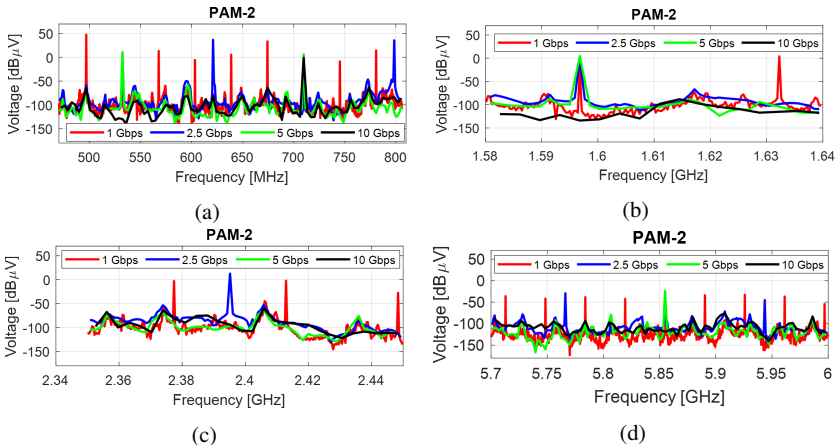 PAM-2
Voltage [dBμV]
50
0
-50
-100
-150
1 Gbps 2.5 Gbps 5 Gbps 10 Gbps
500 550 600 650 700 750 800
Frequency [MHz]
(a)
PAM-2
Voltage [dBμV]
50
0
-50
-100
-150
1 Gbps 2.5 Gbps 5 Gbps 10 Gbps
1.58 1.59 1.6 1.61 1.62 1.63 1.64
Frequency [GHz]
(b)
PAM-2
Voltage [dBμV]
50
0
-50
-100
-150
1 Gbps 2.5 Gbps 5 Gbps 10 Gbps
2.34 2.36 2.38 2.4 2.42 2.44
Frequency [GHz]
(c)
PAM-2
Voltage [dBμV]
50
0
-50
-100
-150
1 Gbps 2.5 Gbps 5 Gbps 10 Gbps
5.7 5.75 5.8 5.85 5.9 5.95 6
Frequency [GHz]
(d)